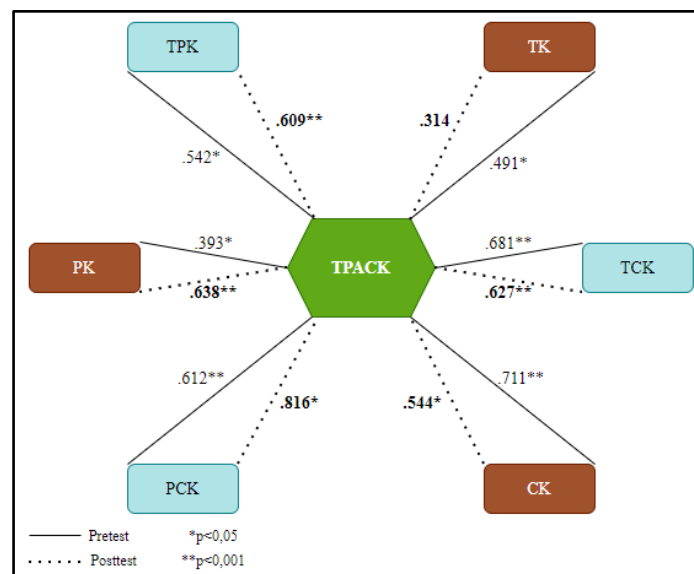 TPK
TK
.609**
.314
.542*
.491*
.393*
.681**
PK
TPACK
TCK
.638**
.627**
.612**
.711**
.816*
.544*
PCK
CK
Pretest *p<0,05
Posttest **p<0,001